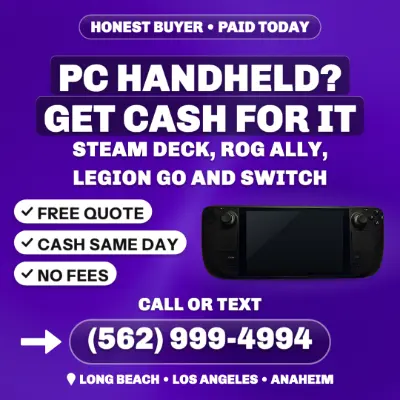 HONEST BUYER • PAID TODAY
PC HANDHELD?
GET CASH FOR IT
STEAM DECK, ROG ALLY,
LEGION GO AND SWITCH
FREE QUOTE
CASH SAME DAY
NO FEES
CALL OR TEXT
(562) 999-4994
LONG BEACH • LOS ANGELES • ANAHEIM